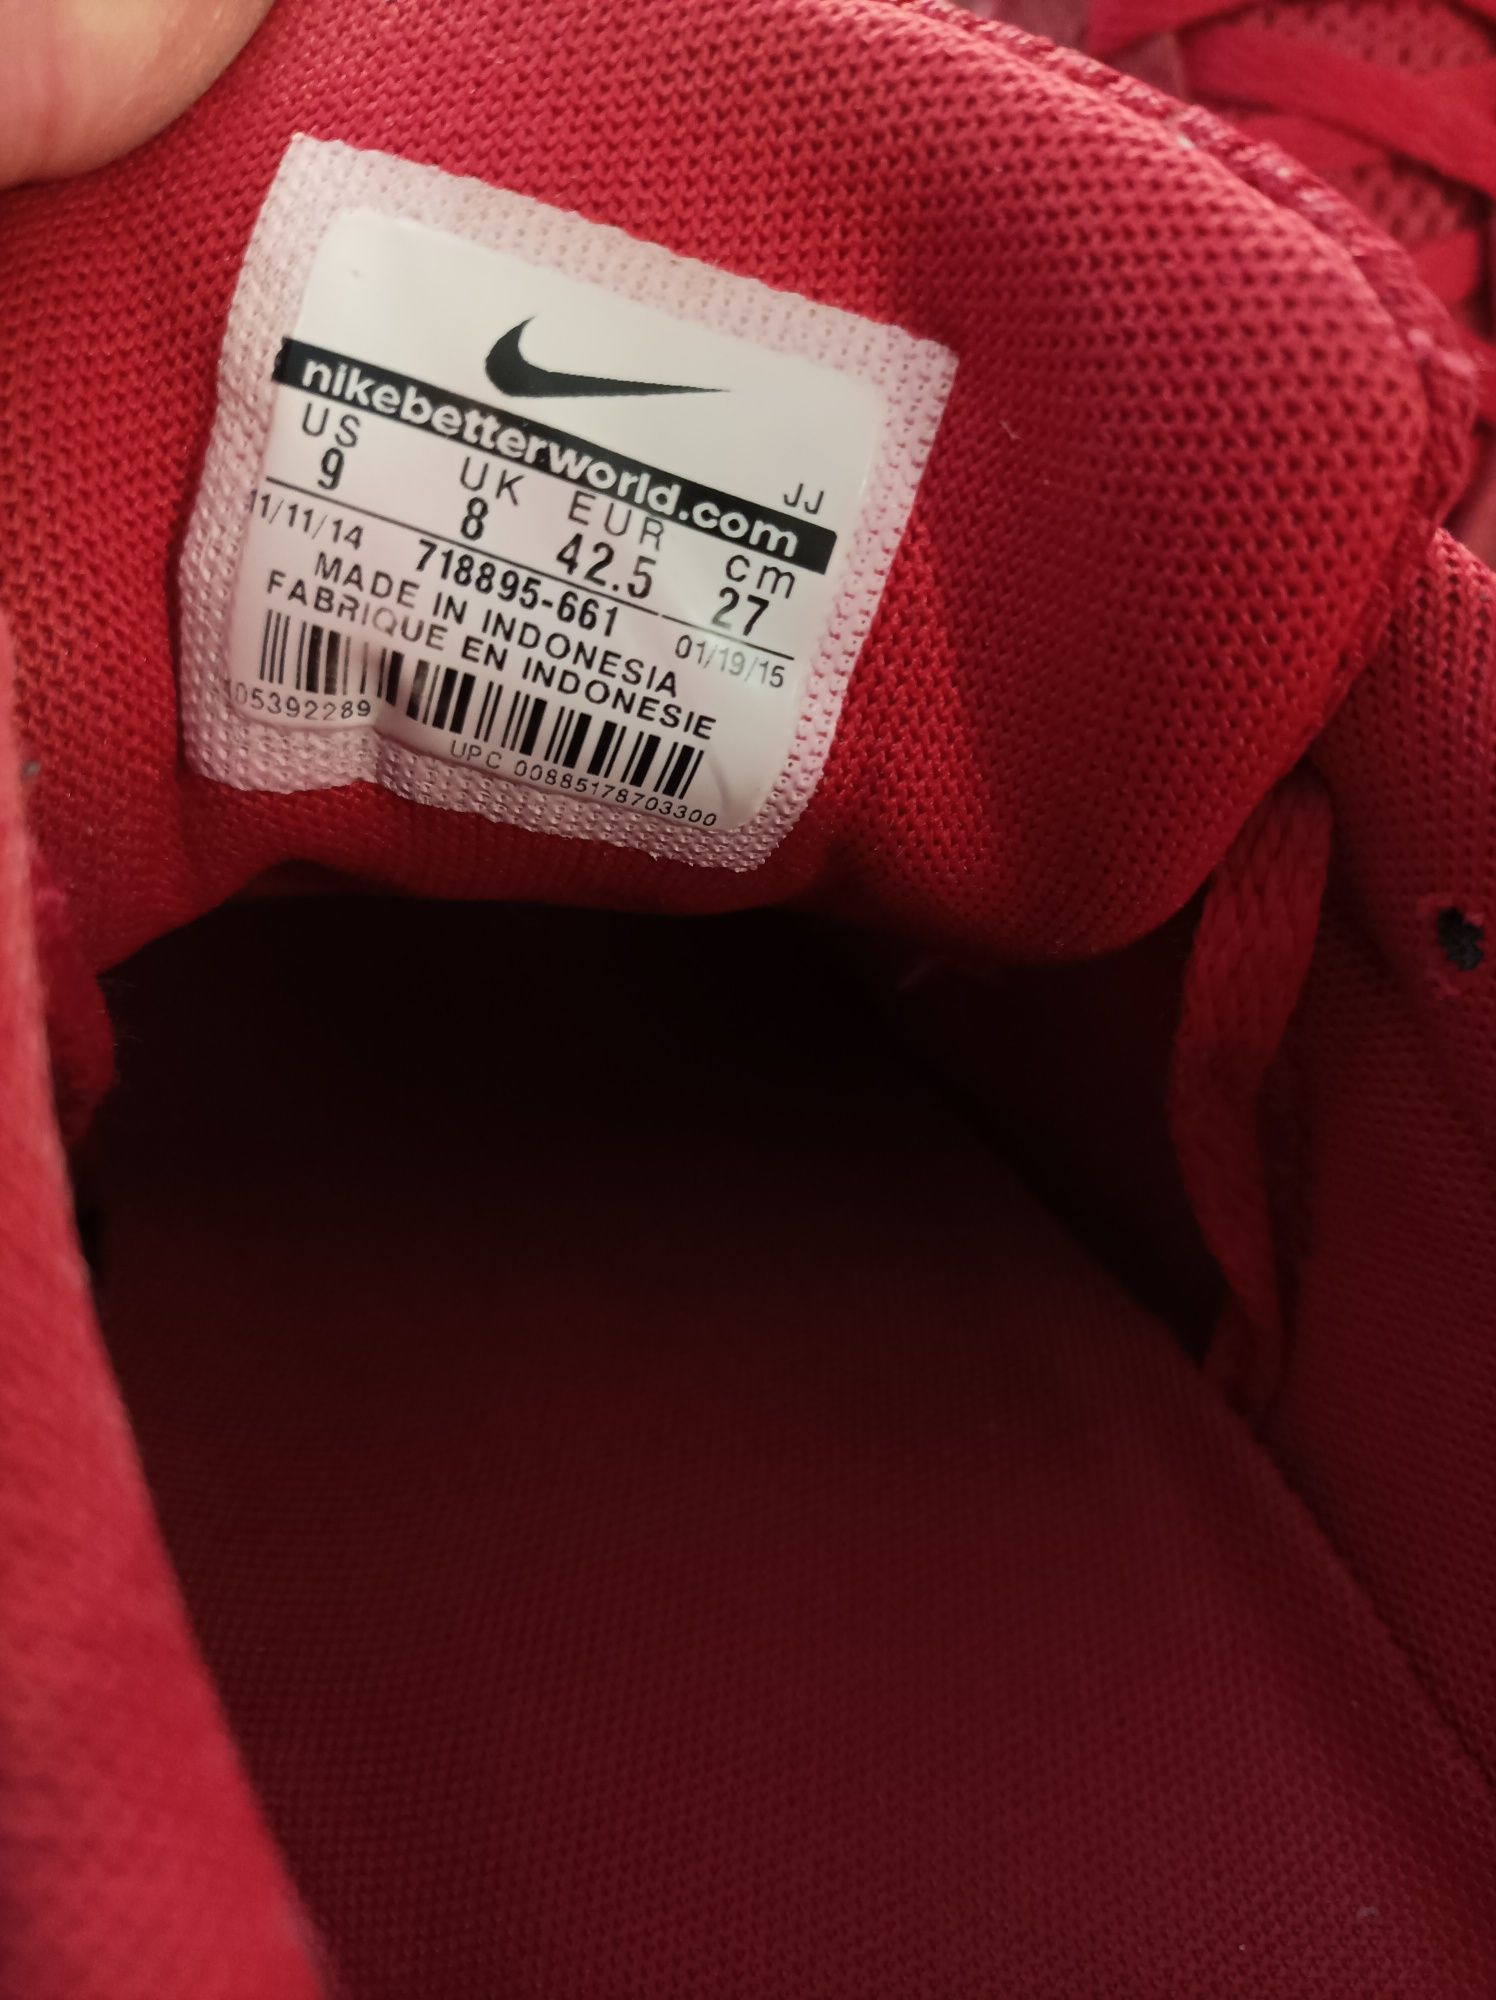 nikebetterworld.com
JJ
US UK EUR cm
9 8 42.5 27
11/11/14 718895-661 01/19/15
MADE IN INDONESIA
FABRIQUE EN INDONESIE
UPC 00885178703300